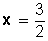 x = 3/2